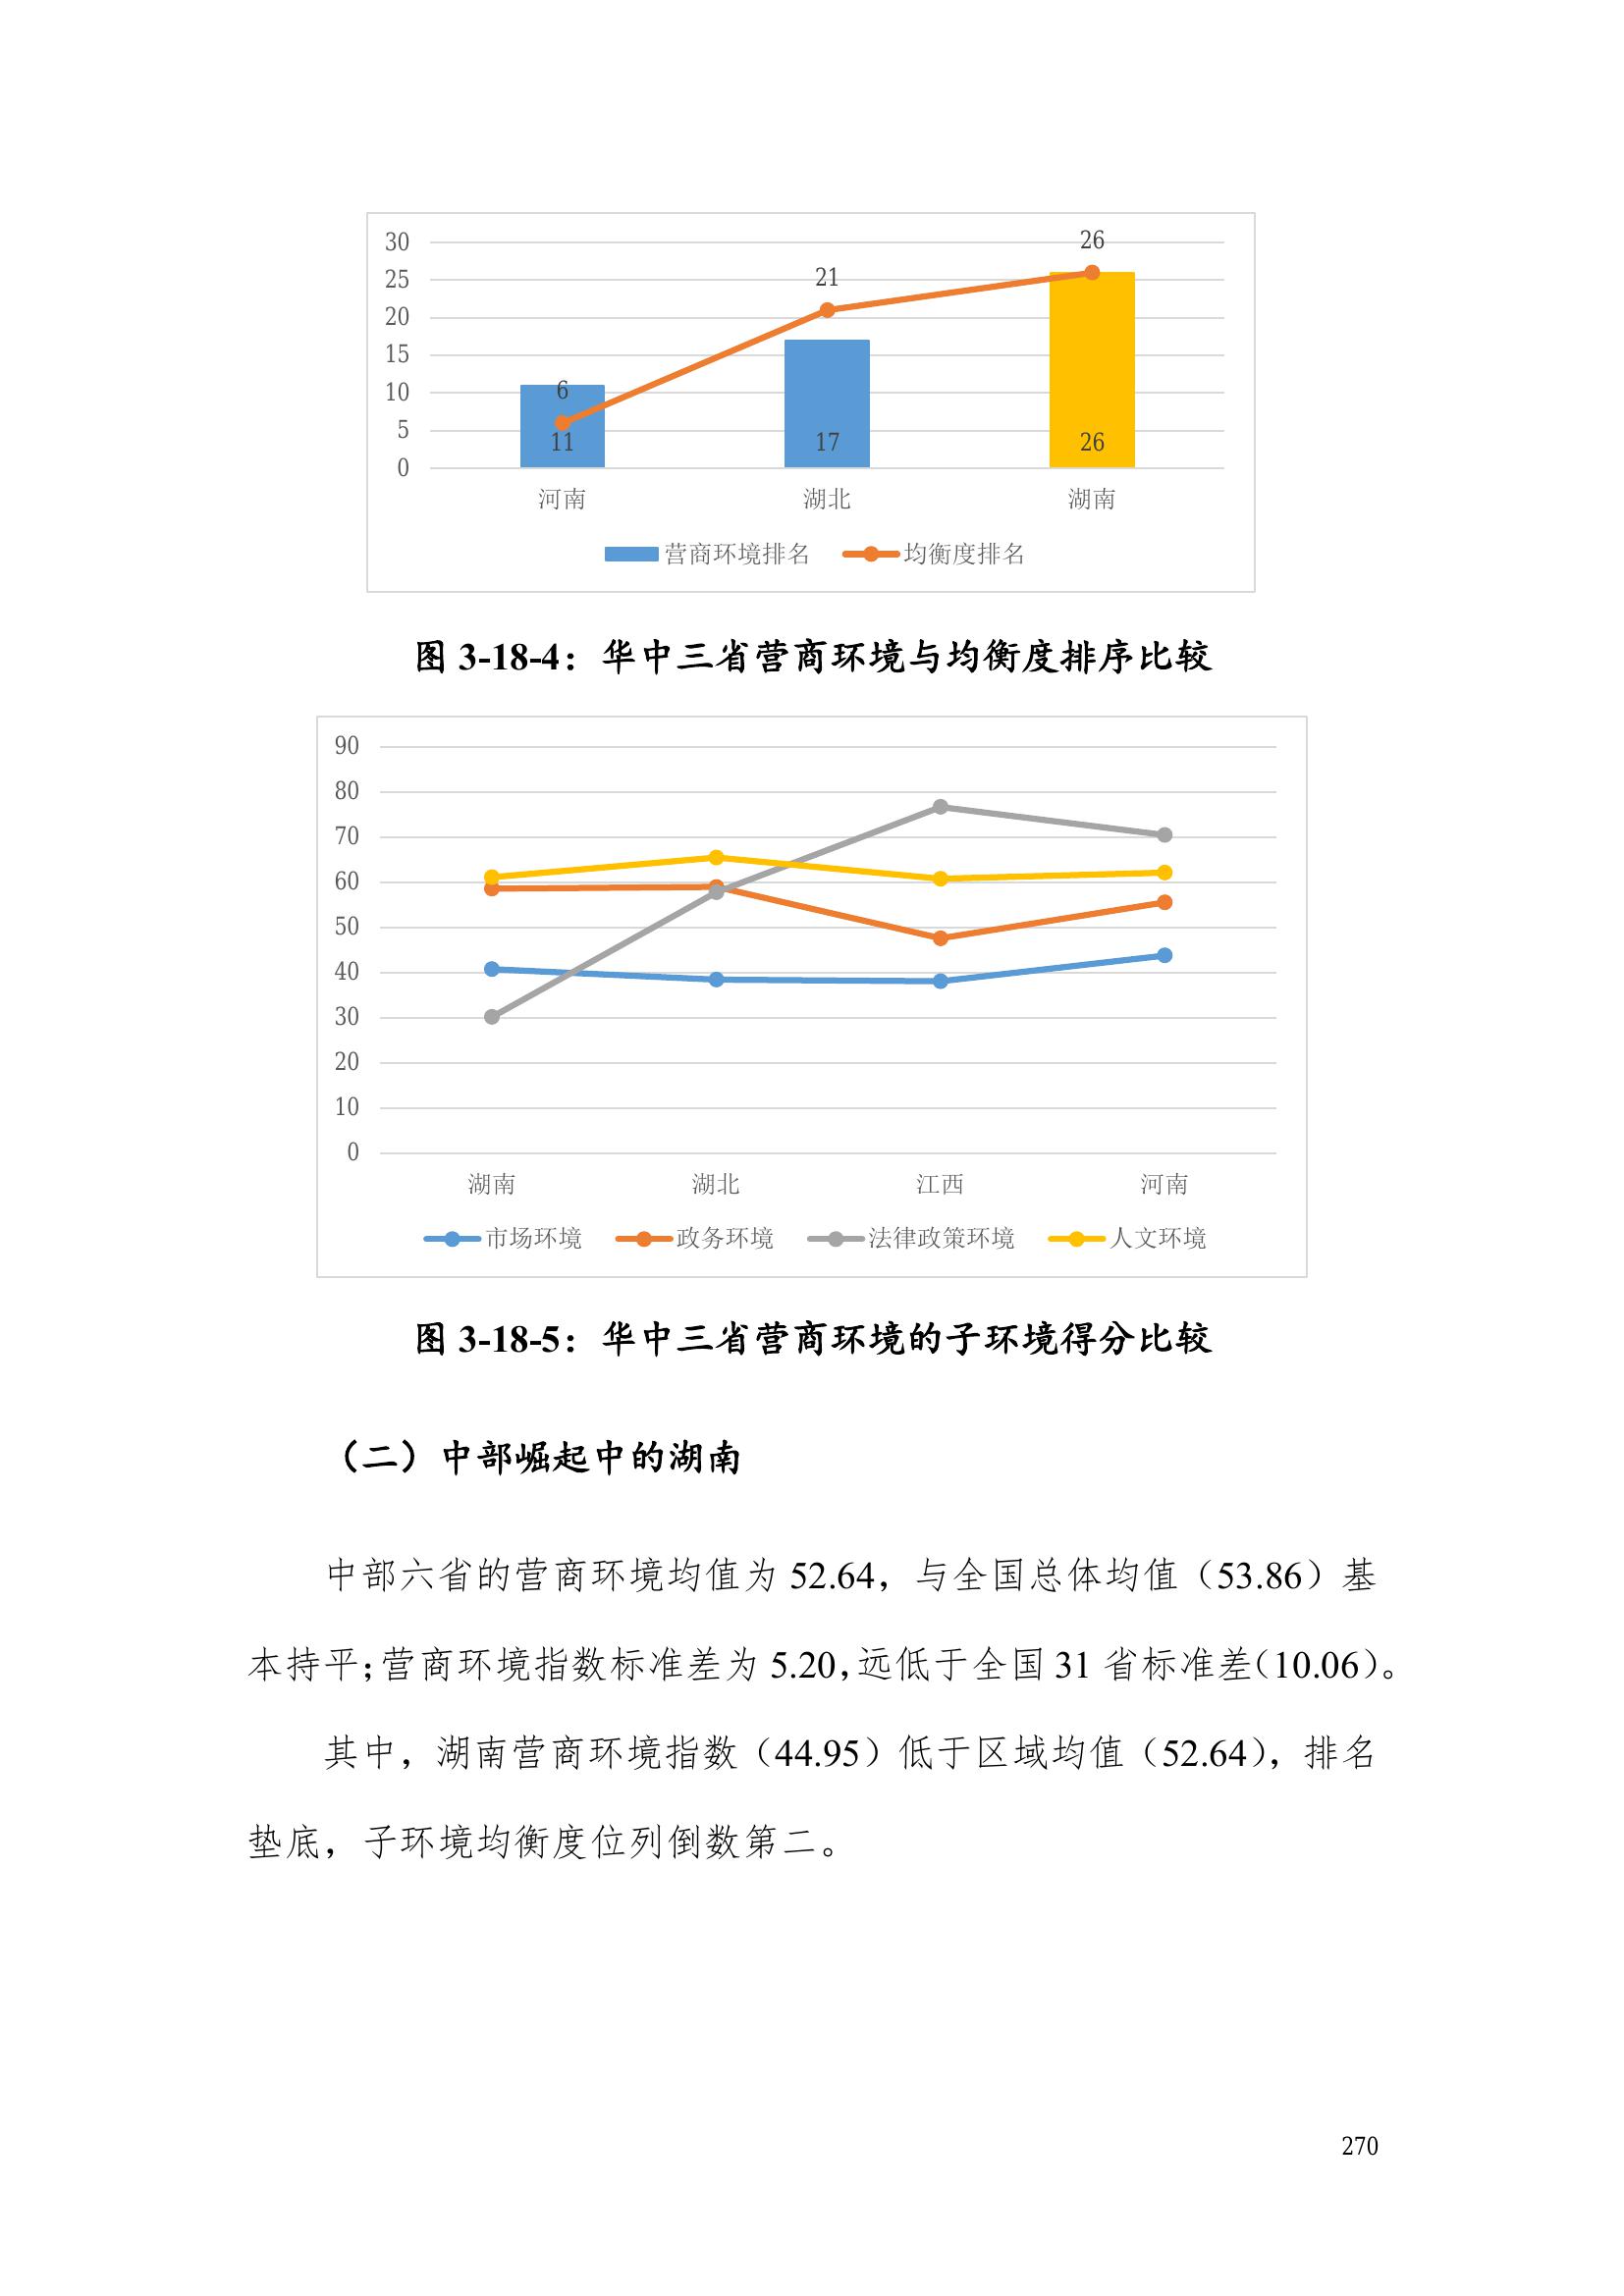 30
25
20
15
10
5
0
26
21
6
11
17
26
河南 湖北 湖南
营商环境排名 均衡度排名
图 3-18-4：华中三省营商环境与均衡度排序比较
90
80
70
60
50
40
30
20
10
0
湖南 湖北 江西 河南
市场环境 政务环境 法律政策环境 人文环境
图 3-18-5：华中三省营商环境的子环境得分比较
（二）中部崛起中的湖南
中部六省的营商环境均值为 52.64，与全国总体均值（53.86）基
本持平；营商环境指数标准差为 5.20，远低于全国 31 省标准差（10.06）。
其中，湖南营商环境指数（44.95）低于区域均值（52.64），排名
垫底，子环境均衡度位列倒数第二。
270